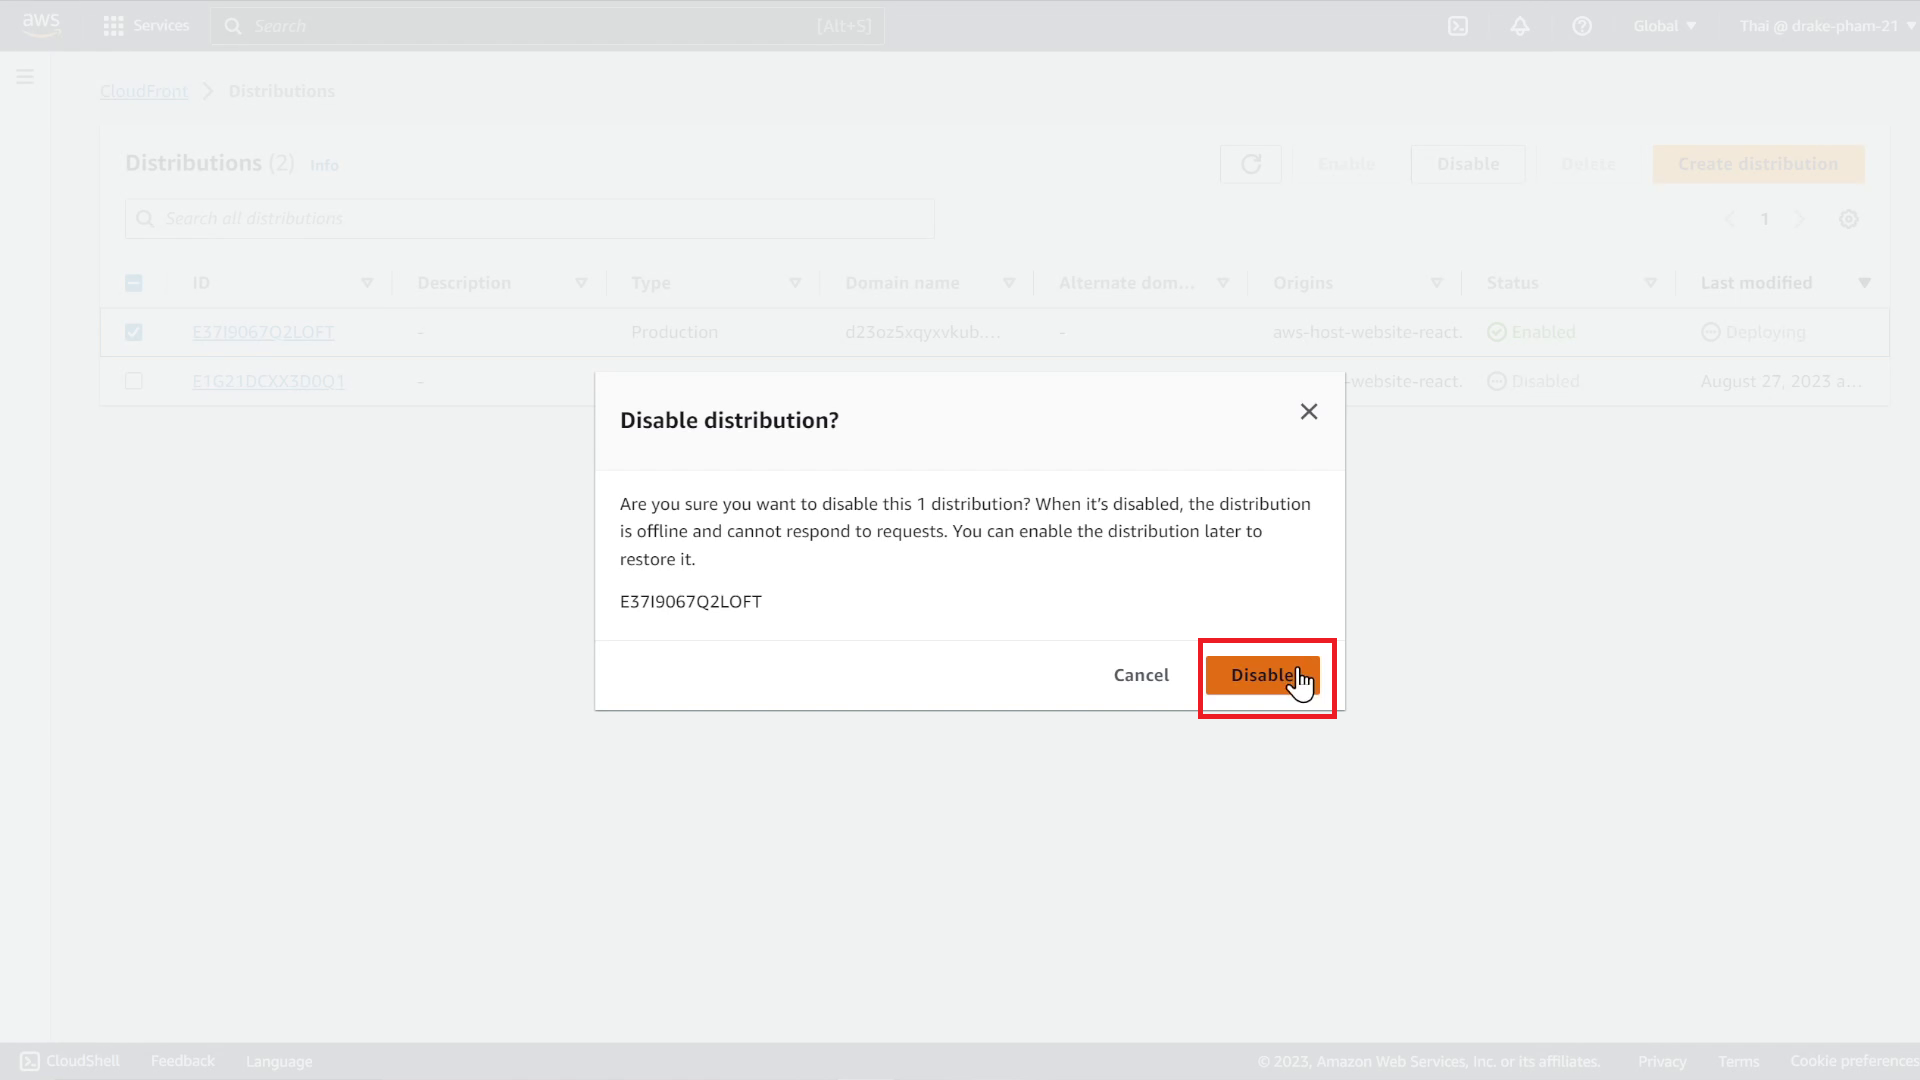 aws
Services
Search
[Alt+S]
Global
Thai @ drake-pham-21
CloudFront
Distributions
Distributions (2)
Info
Enable
Disable
Delete
Create distribution
Search all distributions
1
ID
Description
Type
Domain name
Alternate dom...
Origins
Status
Last modified
E37I9067Q2LOFT
-
Production
d23oz5xqyxvkub....
-
aws-host-website-react.
Enabled
Deploying
E1G21DCXX3D0Q1
-
-website-react.
Disabled
August 27, 2023 a...
Disable distribution?
Are you sure you want to disable this 1 distribution? When it's disabled, the distribution
is offline and cannot respond to requests. You can enable the distribution later to
restore it.
E37I9067Q2LOFT
Cancel
Disable
CloudShell
Feedback
Language
© 2023, Amazon Web Services, Inc. or its affiliates.
Privacy
Terms
Cookie preferences